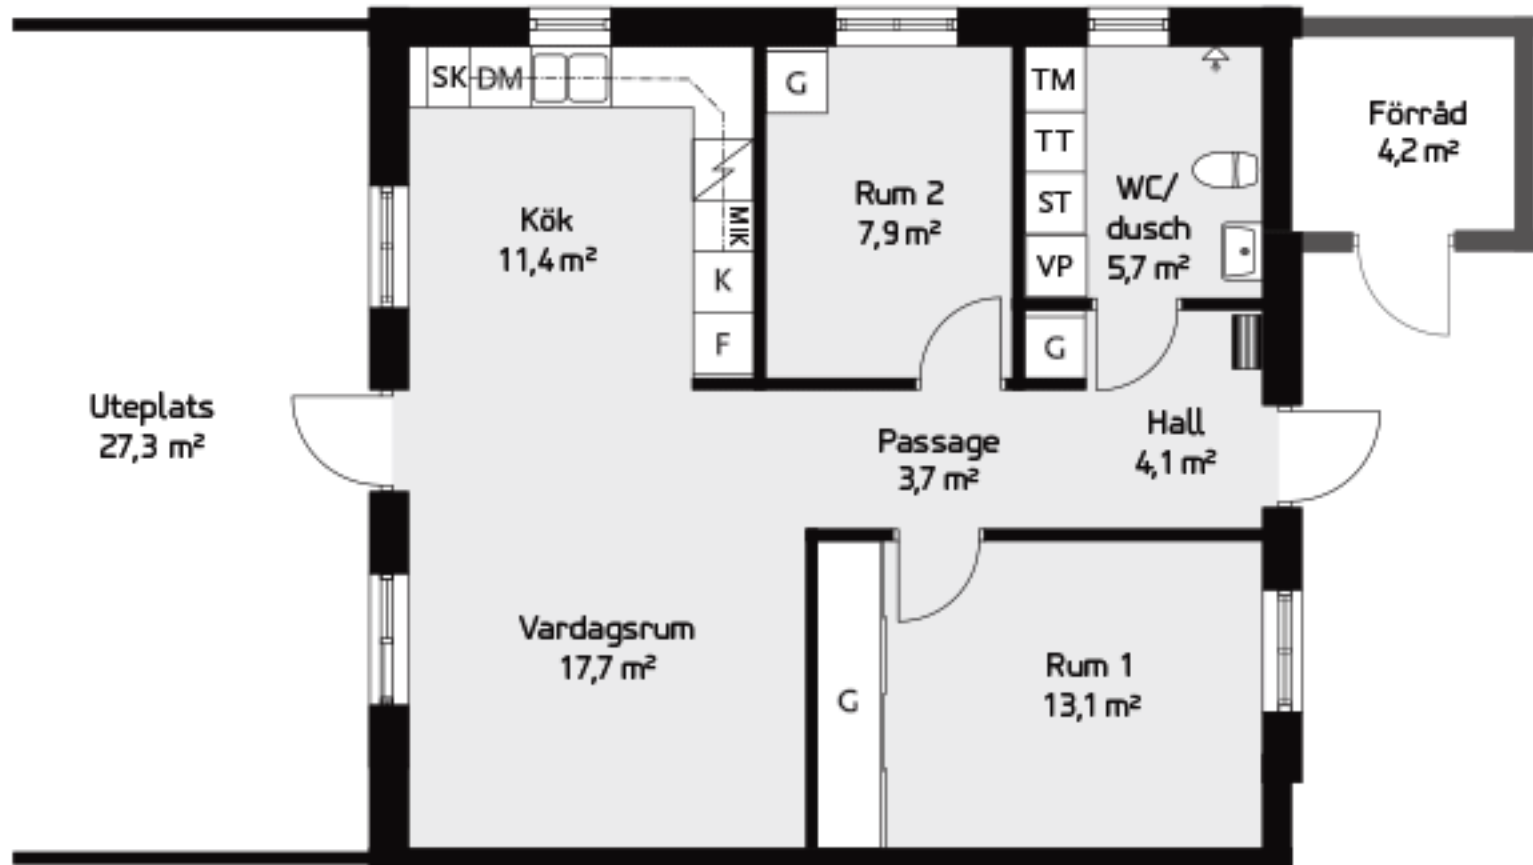 SK DM
G
TM
TT
ST
VP
Förråd
4,2 m²
Kök
11,4 m²
MIK
K
F
Rum 2
7,9 m²
WC/
dusch
5,7 m²
G
Uteplats
27,3 m²
Passage
3,7 m²
Hall
4,1 m²
Vardagsrum
17,7 m²
G
Rum 1
13,1 m²